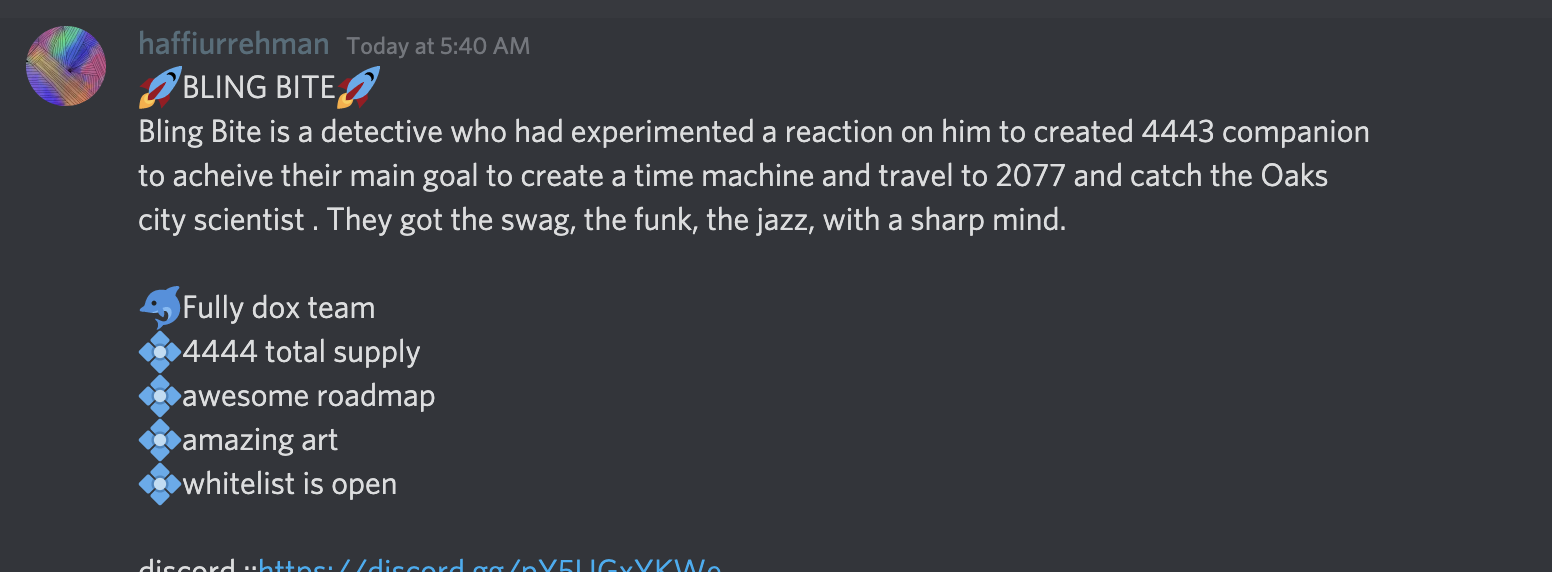 haffiurrehman Today at 5:40 AM
🚀BLING BITE🚀
Bling Bite is a detective who had experimented a reaction on him to created 4443 companion
to acheive their main goal to create a time machine and travel to 2077 and catch the Oaks
city scientist . They got the swag, the funk, the jazz, with a sharp mind.
🐬Fully dox team
💠4444 total supply
💠awesome roadmap
💠amazing art
💠whitelist is open
discord ::